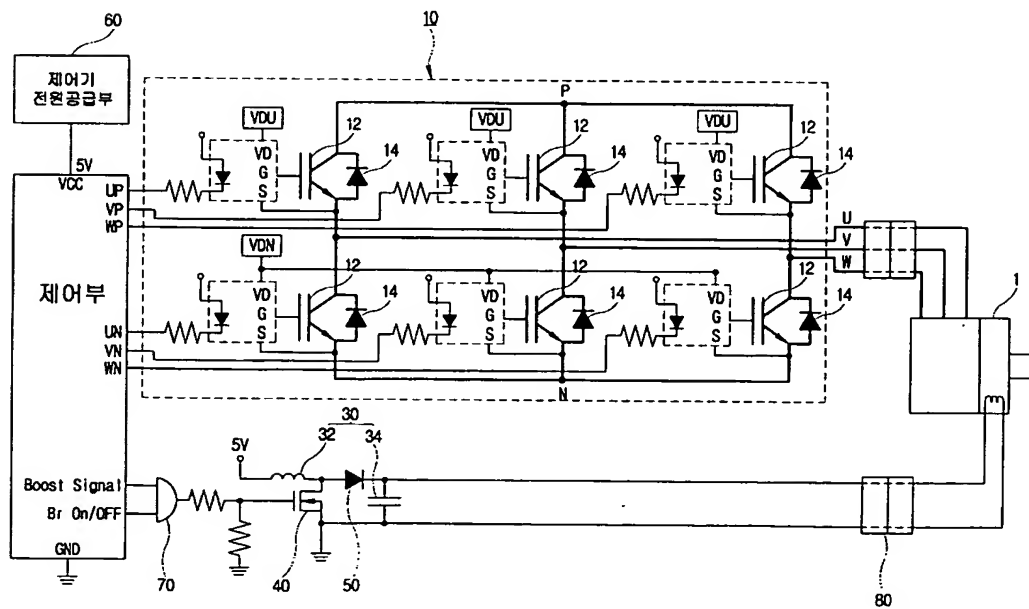 60
제어기
전원공급부
10
P
VDU
12
14
VD
G
S
VDU
12
14
VD
G
S
VDU
12
14
VD
G
S
5V
VCC
UP
VP
WP
제어부
UN
VN
WN
VDN
12
14
VD
G
S
12
14
VD
G
S
12
14
VD
G
S
N
U
V
W
1
30
32
34
5V
Boost Signal
Br On/OFF
GND
70
40
50
80